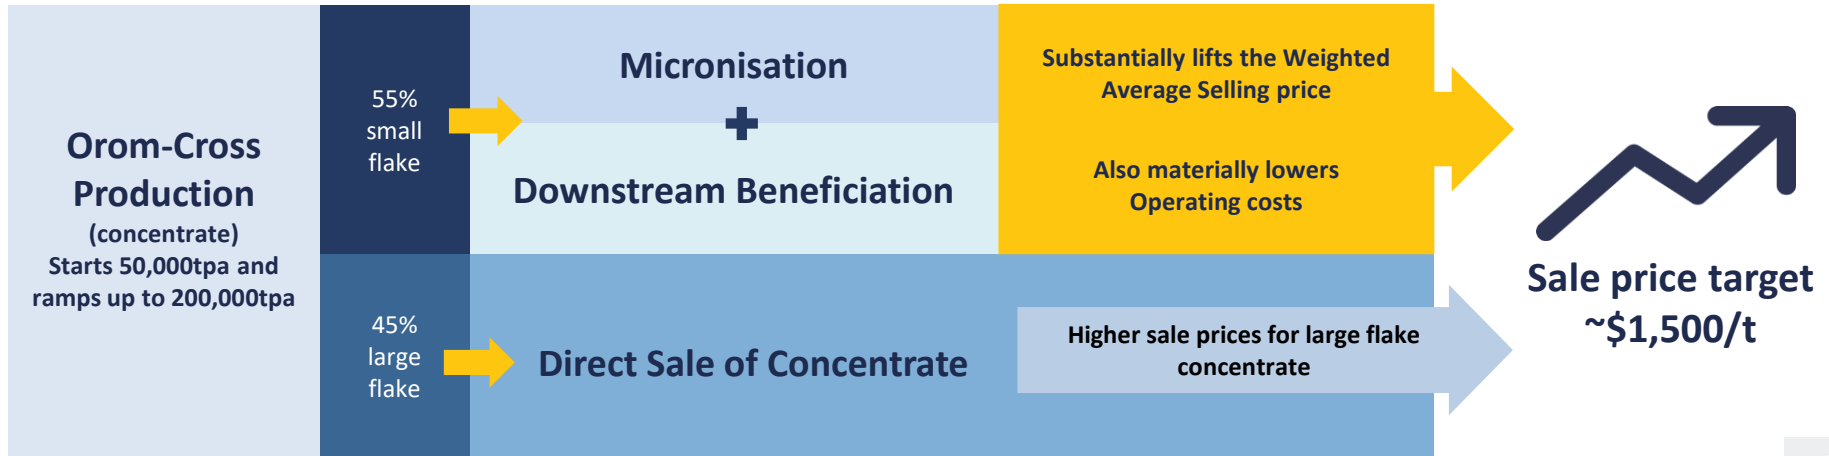 Orom-Cross
Production
(concentrate)
Starts 50,000tpa and
ramps up to 200,000tpa
55%
small
flake
Micronisation
+
Downstream Beneficiation
Substantially lifts the Weighted
Average Selling price
Also materially lowers
Operating costs
45%
large
flake
Direct Sale of Concentrate
Higher sale prices for large flake
concentrate
Sale price target
~$1,500/t